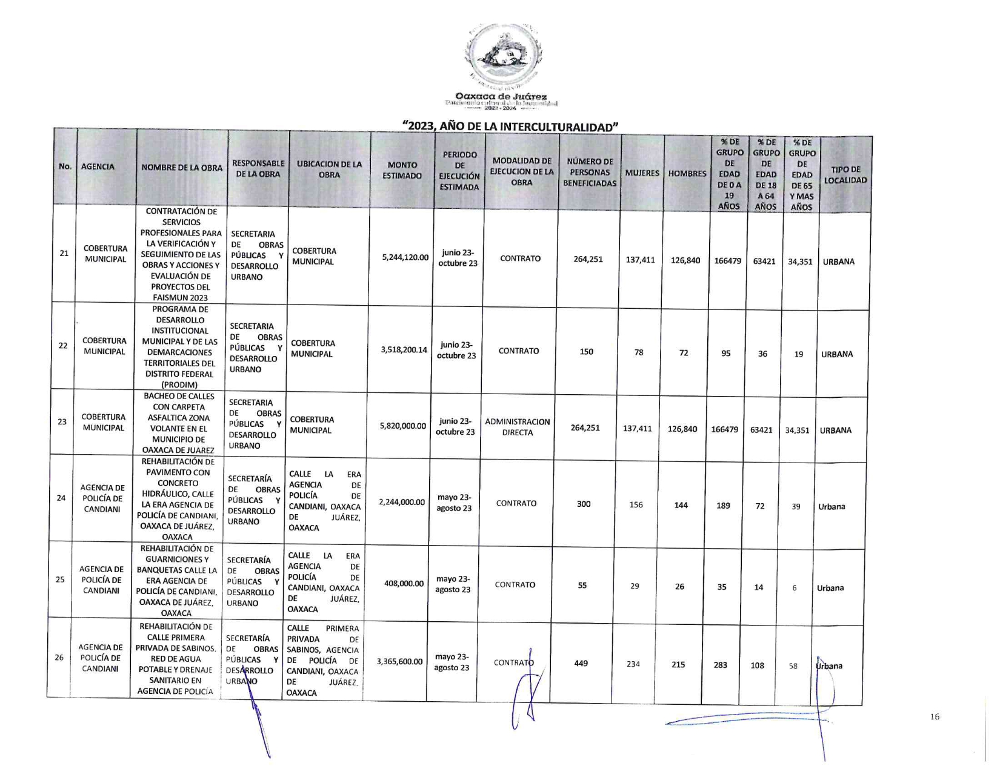 Oaxaca de Juárez
Patrimonio cultural de la humanidad
2022 - 2024
“2023, AÑO DE LA INTERCULTURALIDAD”
No. AGENCIA NOMBRE DE LA OBRA RESPONSABLE DE LA OBRA UBICACION DE LA OBRA MONTO ESTIMADO PERIODO DE EJECUCIÓN ESTIMADA MODALIDAD DE EJECUCION DE LA OBRA NÚMERO DE PERSONAS BENEFICIADAS MUJERES HOMBRES % DE GRUPO DE EDAD DE 0 A 19 AÑOS % DE GRUPO DE EDAD DE 18 A 64 AÑOS % DE GRUPO DE EDAD DE 65 Y MAS AÑOS TIPO DE LOCALIDAD
21 COBERTURA MUNICIPAL CONTRATACIÓN DE SERVICIOS PROFESIONALES PARA LA VERIFICACIÓN Y SEGUIMIENTO DE LAS OBRAS Y ACCIONES Y EVALUACIÓN DE PROYECTOS DEL FAISMUN 2023 SECRETARIA DE OBRAS PÚBLICAS Y DESARROLLO URBANO COBERTURA MUNICIPAL 5,244,120.00 junio 23-octubre 23 CONTRATO 264,251 137,411 126,840 166479 63421 34,351 URBANA
22 COBERTURA MUNICIPAL PROGRAMA DE DESARROLLO INSTITUCIONAL MUNICIPAL Y DE LAS DEMARCACIONES TERRITORIALES DEL DISTRITO FEDERAL (PRODIM) SECRETARIA DE OBRAS PÚBLICAS Y DESARROLLO URBANO COBERTURA MUNICIPAL 3,518,200.14 junio 23-octubre 23 CONTRATO 150 78 72 95 36 19 URBANA
23 COBERTURA MUNICIPAL BACHEO DE CALLES CON CARPETA ASFALTICA ZONA VOLANTE EN EL MUNICIPIO DE OAXACA DE JUAREZ SECRETARIA DE OBRAS PÚBLICAS Y DESARROLLO URBANO COBERTURA MUNICIPAL 5,820,000.00 junio 23-octubre 23 ADMINISTRACION DIRECTA 264,251 137,411 126,840 166479 63421 34,351 URBANA
24 AGENCIA DE POLICÍA DE CANDIANI REHABILITACIÓN DE PAVIMENTO CON CONCRETO HIDRÁULICO, CALLE LA ERA AGENCIA DE POLICÍA DE CANDIANI, OAXACA DE JUÁREZ, OAXACA SECRETARÍA DE OBRAS PÚBLICAS Y DESARROLLO URBANO CALLE LA ERA AGENCIA DE POLICÍA DE CANDIANI, OAXACA DE JUÁREZ, OAXACA 2,244,000.00 mayo 23-agosto 23 CONTRATO 300 156 144 189 72 39 Urbana
25 AGENCIA DE POLICÍA DE CANDIANI REHABILITACIÓN DE GUARNICIONES Y BANQUETAS CALLE LA ERA AGENCIA DE POLICÍA DE CANDIANI, OAXACA DE JUÁREZ, OAXACA SECRETARÍA DE OBRAS PÚBLICAS Y DESARROLLO URBANO CALLE LA ERA AGENCIA DE POLICÍA DE CANDIANI, OAXACA DE JUÁREZ, OAXACA 408,000.00 mayo 23-agosto 23 CONTRATO 55 29 26 35 14 6 Urbana
26 AGENCIA DE POLICÍA DE CANDIANI REHABILITACIÓN DE CALLE PRIMERA PRIVADA DE SABINOS, RED DE AGUA POTABLE Y DRENAJE SANITARIO EN AGENCIA DE POLICÍA SECRETARÍA DE OBRAS PÚBLICAS Y DESARROLLO URBANO CALLE PRIMERA PRIVADA DE SABINOS, AGENCIA DE POLICÍA DE CANDIANI, OAXACA DE JUÁREZ, OAXACA 3,365,600.00 mayo 23-agosto 23 CONTRATO 449 234 215 283 108 58 Urbana
16